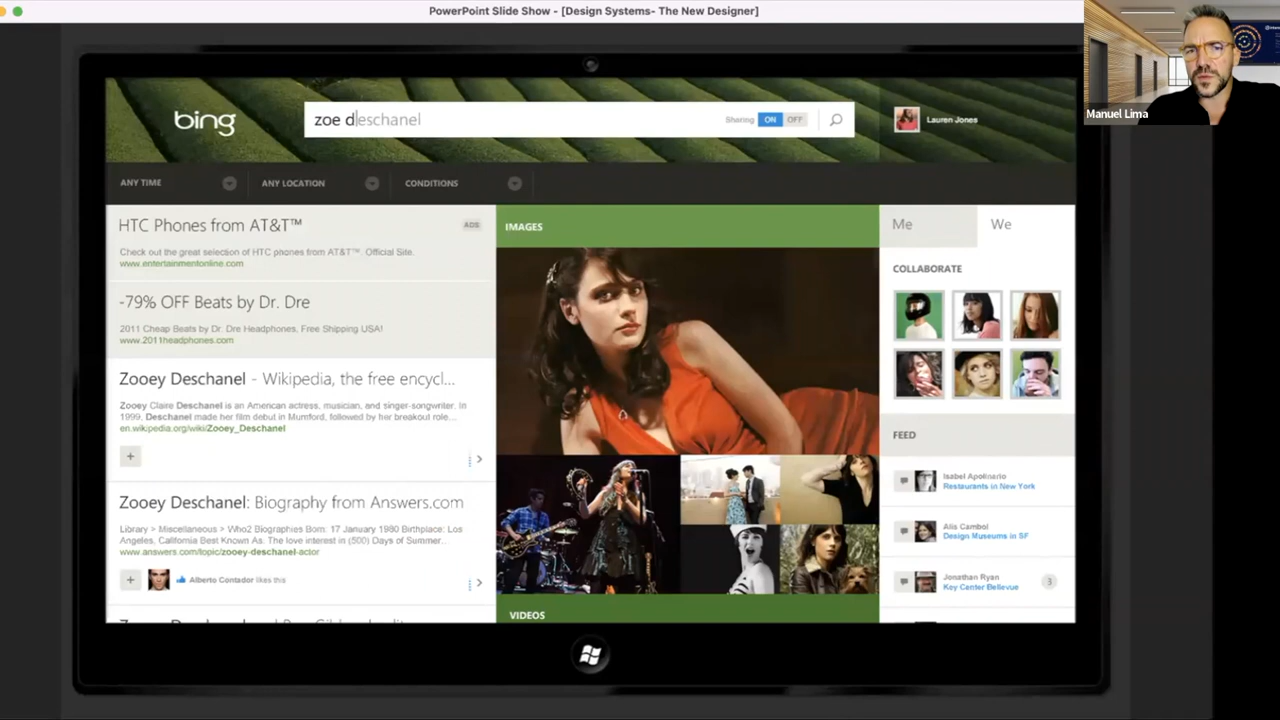 PowerPoint Slide Show - [Design Systems- The New Designer]
Manuel Lima
bing
zoe deschanel
Sharing ON OFF
Lauren Jones
ANY TIME
ANY LOCATION
CONDITIONS
HTC Phones from AT&T™
ADS
Check out the great selection of HTC phones from AT&T™. Official Site.
www.entertainmentonline.com
-79% OFF Beats by Dr. Dre
2011 Cheap Beats by Dr. Dre Headphones, Free Shipping USA!
www.2011headphones.com
Zooey Deschanel - Wikipedia, the free encycl...
Zooey Claire Deschanel is an American actress, musician, and singer-songwriter. In
1999, Deschanel made her film debut in Mumford, followed by her breakout role...
en.wikipedia.org/wiki/Zooey_Deschanel
+
Zooey Deschanel: Biography from Answers.com
Library > Miscellaneous > Who2 Biographies Born: 17 January 1980 Birthplace: Los
Angeles, California Best Known As: The love interest in (500) Days of Summer...
www.answers.com/topic/zooey-deschanel-actor
+
Alberto Contador likes this
IMAGES
VIDEOS
Me
We
COLLABORATE
FEED
Isabel Apolinario
Restaurants in New York
Alis Cambol
Design Museums in SF
Jonathan Ryan
Key Center Bellevue
3